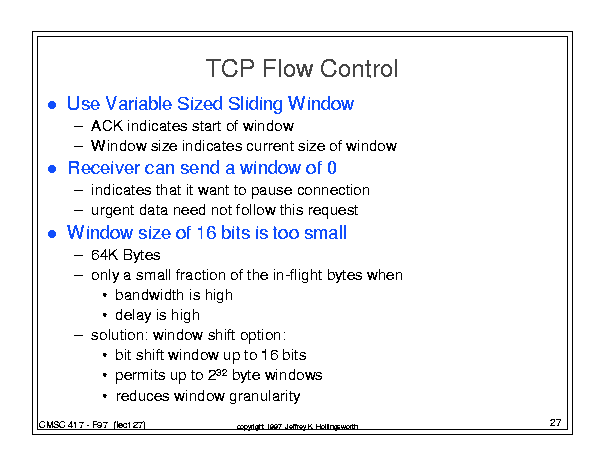 TCP Flow Control
● Use Variable Sized Sliding Window
– ACK indicates start of window
– Window size indicates current size of window
● Receiver can send a window of 0
– indicates that it want to pause connection
– urgent data need not follow this request
● Window size of 16 bits is too small
– 64K Bytes
– only a small fraction of the in-flight bytes when
• bandwidth is high
• delay is high
– solution: window shift option:
• bit shift window up to 16 bits
• permits up to 2³² byte windows
• reduces window granularity
CMSC 417 - F97 (lect 27)
copyright 1997 Jeffrey K. Hollingsworth
27